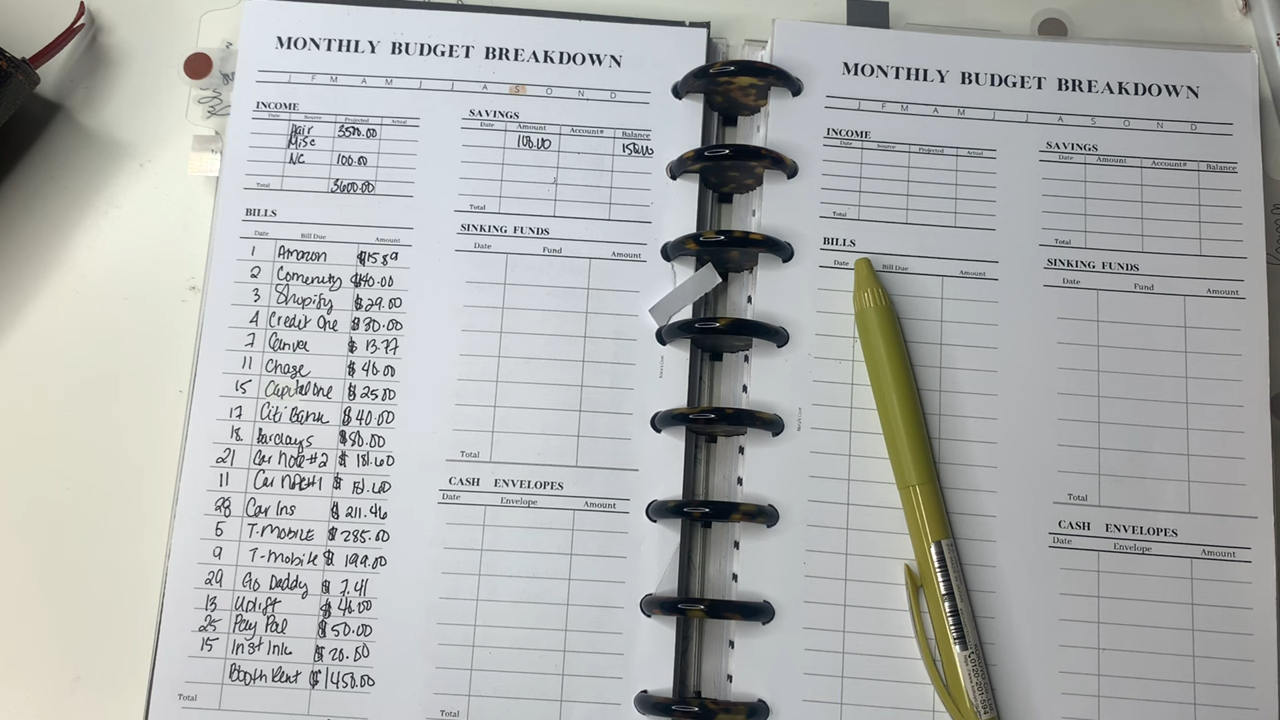 MONTHLY BUDGET BREAKDOWN
J F M A M J J A S O N D
INCOME
Date Source Projected Actual
Hair 3500.00
Misc
NC 100.00
Total 3600.00
SAVINGS
Date Amount Account# Balance
100.00 150.00
Total
BILLS
Date Bill Due Amount
1 Amazon $15.89
2 Comenity $40.00
3 Shopify $29.00
4 Credit One $30.00
7 Canva $13.77
11 Chase $40.00
15 Capital One $25.00
17 Citi Bank $40.00
18. Barclays $80.00
21 Car Note #2 $181.60
11 Car #1 $
28 Car Ins $211.46
5 T-MOBILE $285.00
9 T-Mobile $199.00
29 Go Daddy $7.41
13 Uplift $46.00
25 Pay Pal $50.00
15 Inst Ink $20.50
Booth Rent $1450.00
Total
SINKING FUNDS
Date Fund Amount
Total
CASH ENVELOPES
Date Envelope Amount
Total
MONTHLY BUDGET BREAKDOWN
J F M A M J J A S O N D
INCOME
Date Source Projected Actual
Total
SAVINGS
Date Amount Account# Balance
Total
BILLS
Date Bill Due Amount
SINKING FUNDS
Date Fund Amount
Total
CASH ENVELOPES
Date Envelope Amount